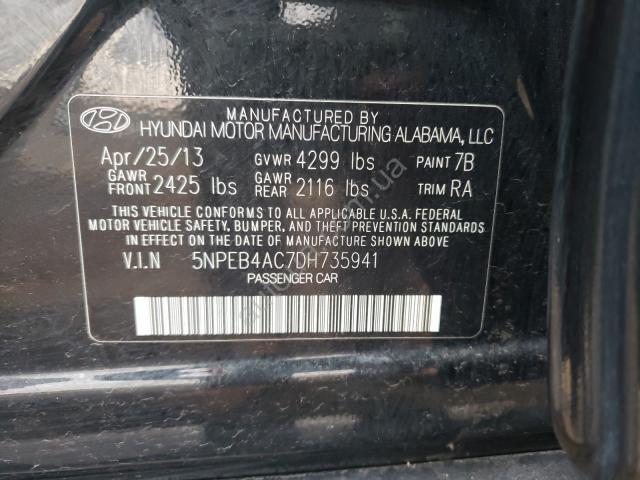 MANUFACTURED BY
HYUNDAI MOTOR MANUFACTURING ALABAMA, LLC
Apr/25/13 GVWR 4299 lbs PAINT 7B
GAWR FRONT 2425 lbs GAWR REAR 2116 lbs TRIM RA
THIS VEHICLE CONFORMS TO ALL APPLICABLE U.S.A. FEDERAL
MOTOR VEHICLE SAFETY, BUMPER, AND THEFT PREVENTION STANDARDS
IN EFFECT ON THE DATE OF MANUFACTURE SHOWN ABOVE
V.I.N 5NPEB4AC7DH735941
PASSENGER CAR